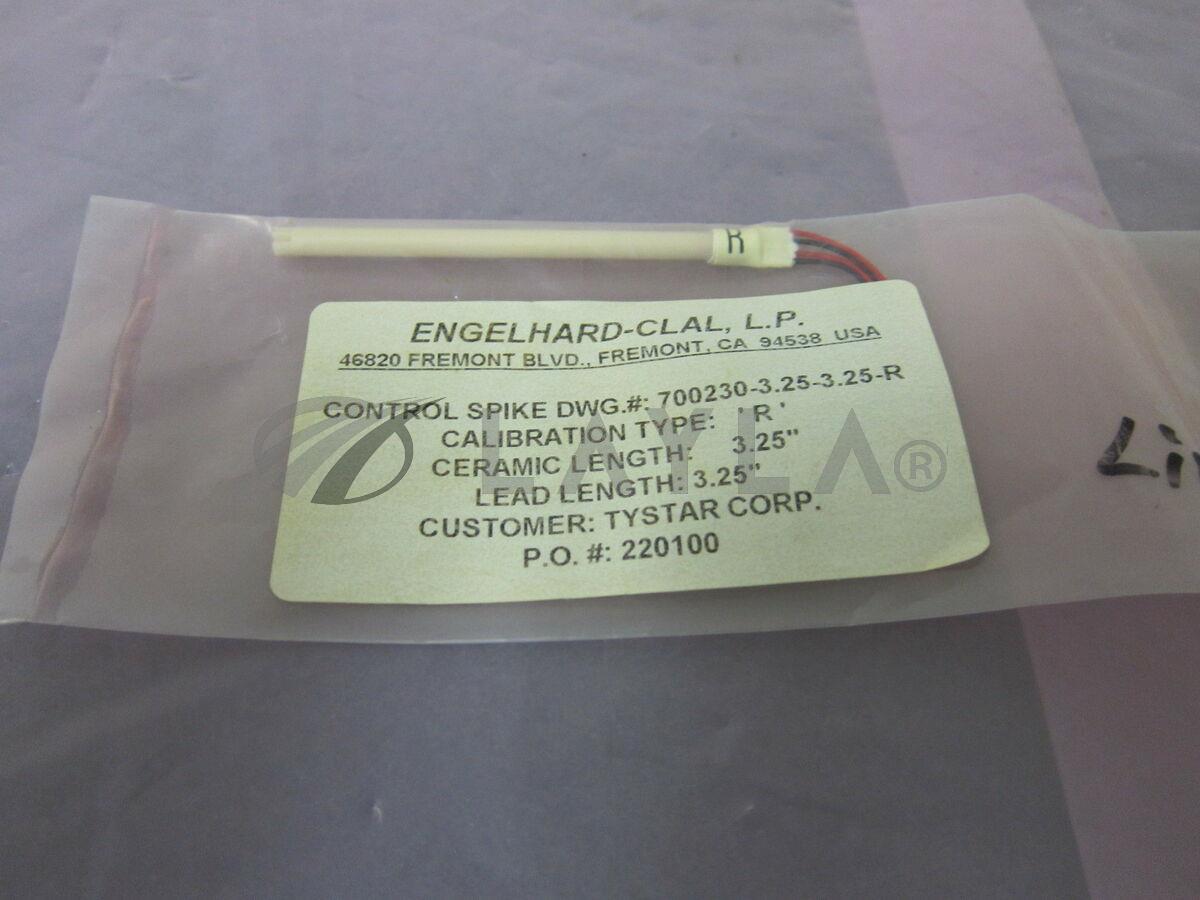 R
ENGELHARD-CLAL, L.P.
46820 FREMONT BLVD., FREMONT, CA 94538 USA
CONTROL SPIKE DWG.#: 700230-3.25-3.25-R
CALIBRATION TYPE: R '
CERAMIC LENGTH: 3.25"
LEAD LENGTH: 3.25"
CUSTOMER: TYSTAR CORP.
P.O. #: 220100
LAYLA®